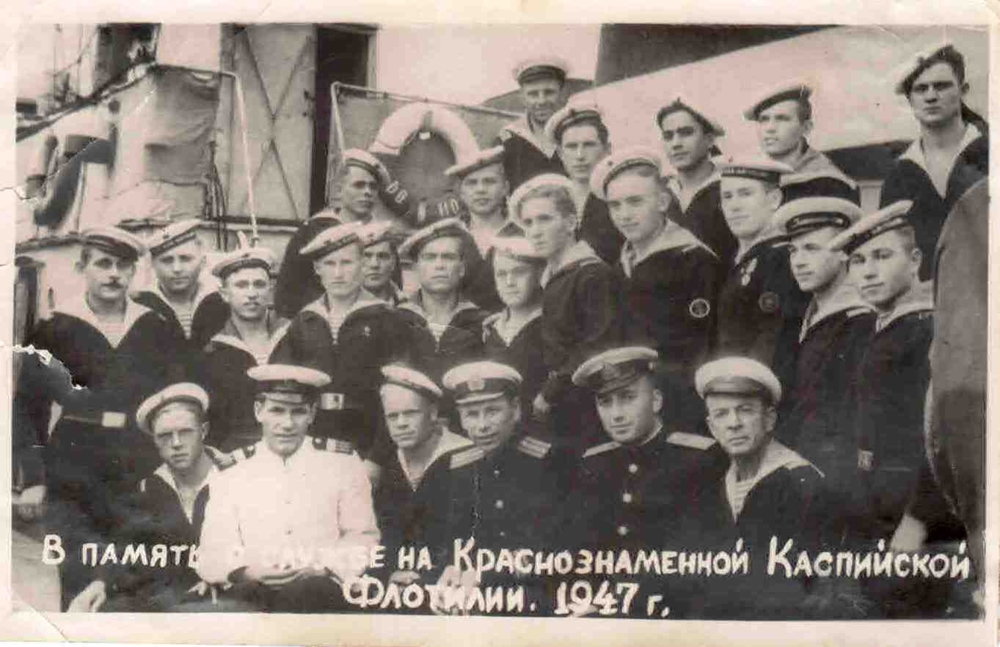 В ПАМЯТЬ О СЛУЖБЕ НА КРАСНОЗНАМЕННОЙ КАСПИЙСКОЙ
ФЛОТИЛИИ. 1947 г.